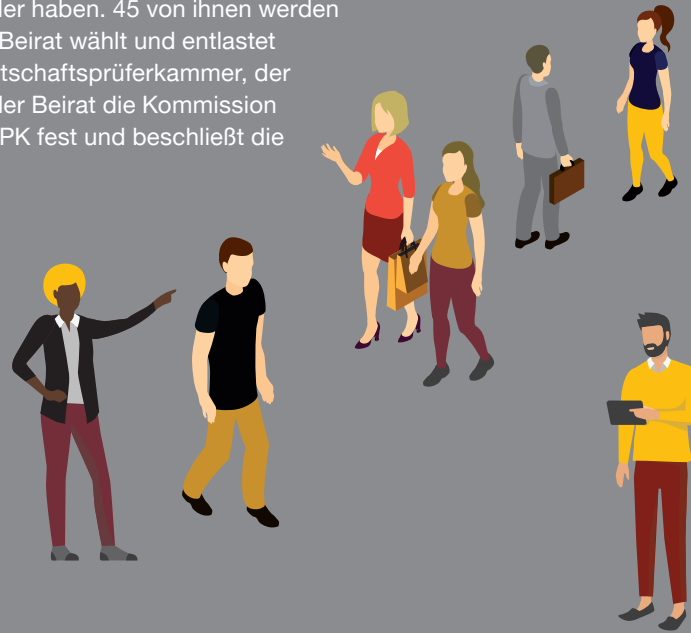 ler haben. 45 von ihnen werden
Beirat wählt und entlastet
tschaftsprüferkammer, der
ler Beirat die Kommission
PK fest und beschließt die